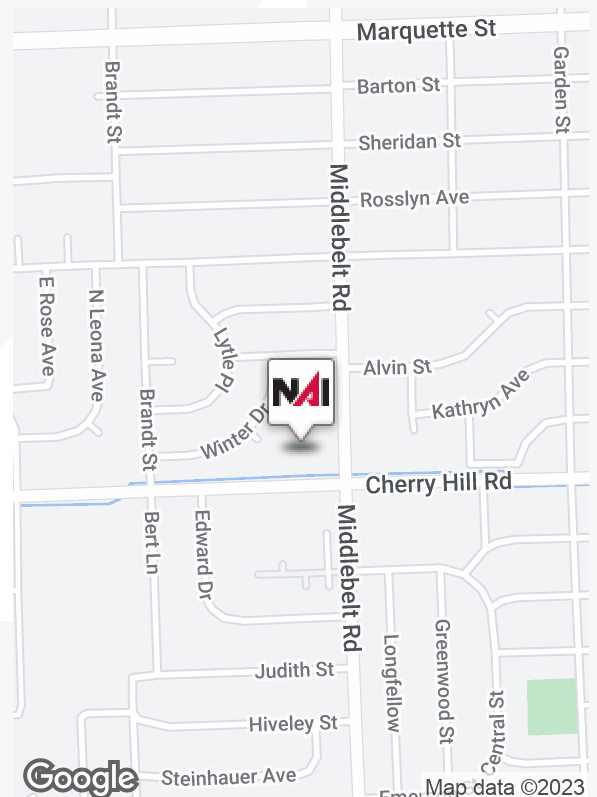 Marquette St
Brandt St
Barton St
Garden St
Sheridan St
Middlebelt Rd
Rosslyn Ave
E Rose Ave
N Leona Ave
Lytle Pl
Alvin St
NAI
Kathryn Ave
Brandt St
Winter Dr
Cherry Hill Rd
Bert Ln
Edward Dr
Middlebelt Rd
Longfellow
Greenwood St
Judith St
Central St
Hiveley St
Steinhauer Ave
Google
Map data ©2023